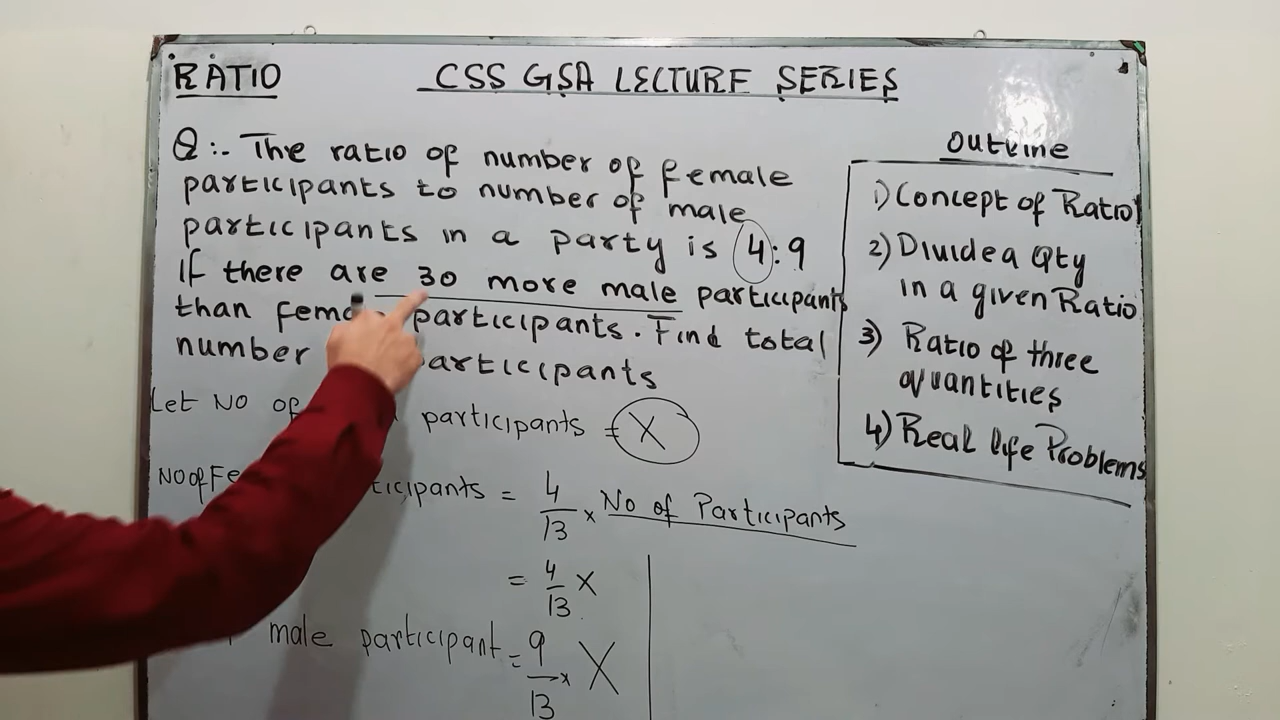 RATIO
CSS GSA LECTURE SERIES
Q:- The ratio of number of female
participants to number of male
participants in a party is 4:9
If there are 30 more male participants
than participants. Find total
number participants
Let No of participants = X
No of = 4/13 × No of Participants
= 4/13 X
male participant = 9/13 × X
Outline
1) Concept of Ratio
2) Divide a Qty
in a given Ratio
3) Ratio of three
quantities
4) Real life Problems